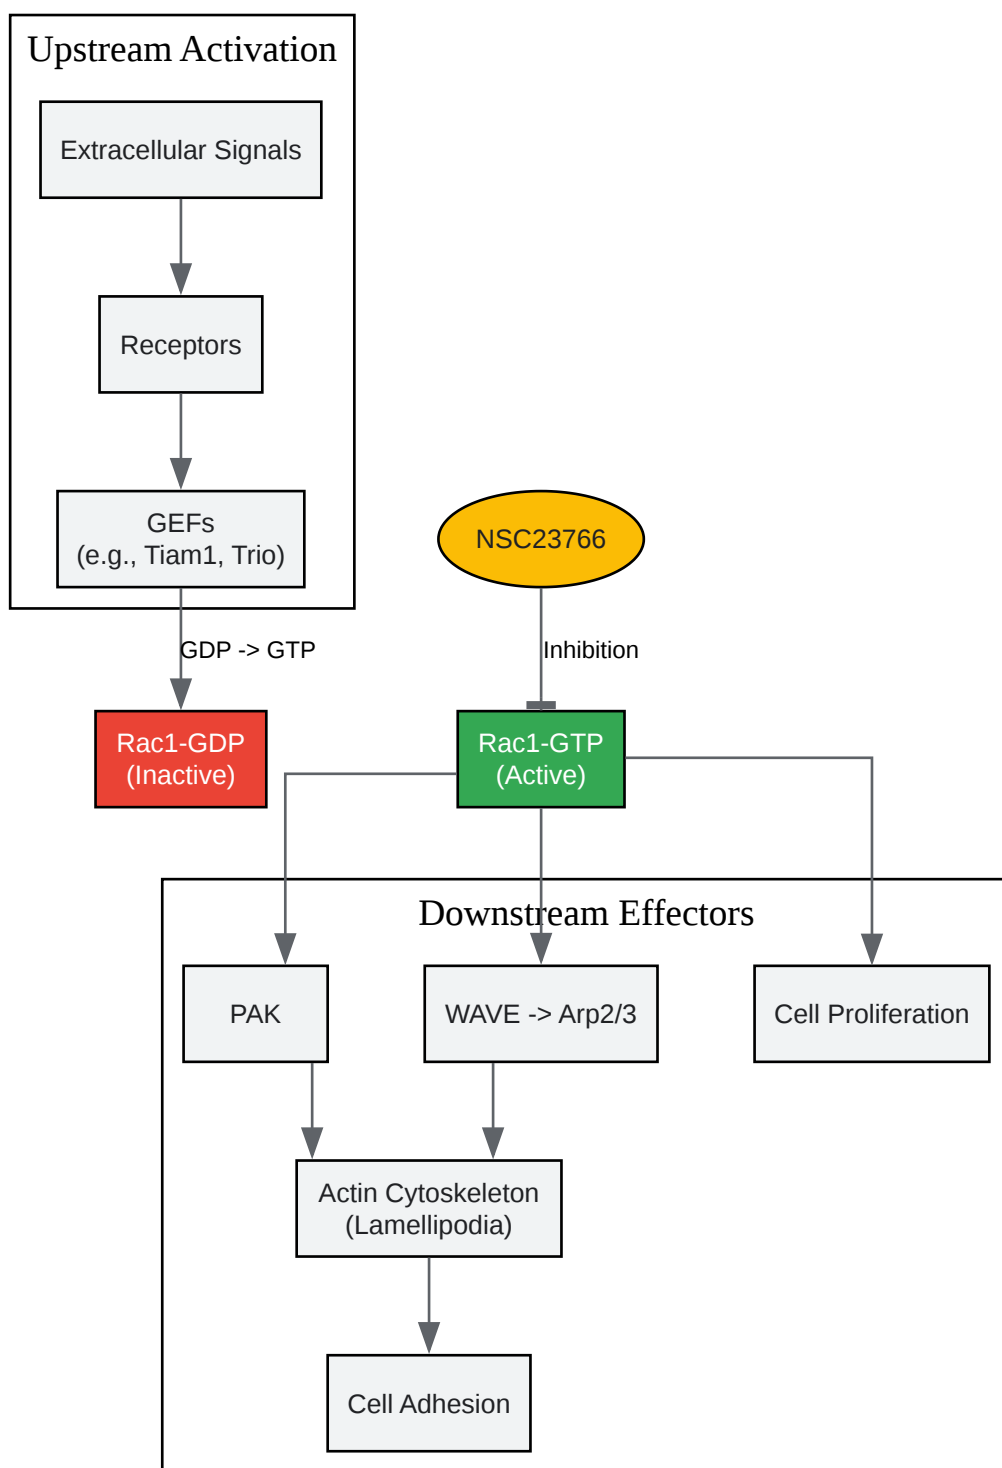 Upstream Activation
Extracellular Signals
Receptors
GEFs
(e.g., Tiam1, Trio)
NSC23766
GDP -> GTP
Inhibition
Rac1-GDP
(Inactive)
Rac1-GTP
(Active)
Downstream Effectors
PAK
WAVE -> Arp2/3
Cell Proliferation
Actin Cytoskeleton
(Lamellipodia)
Cell Adhesion